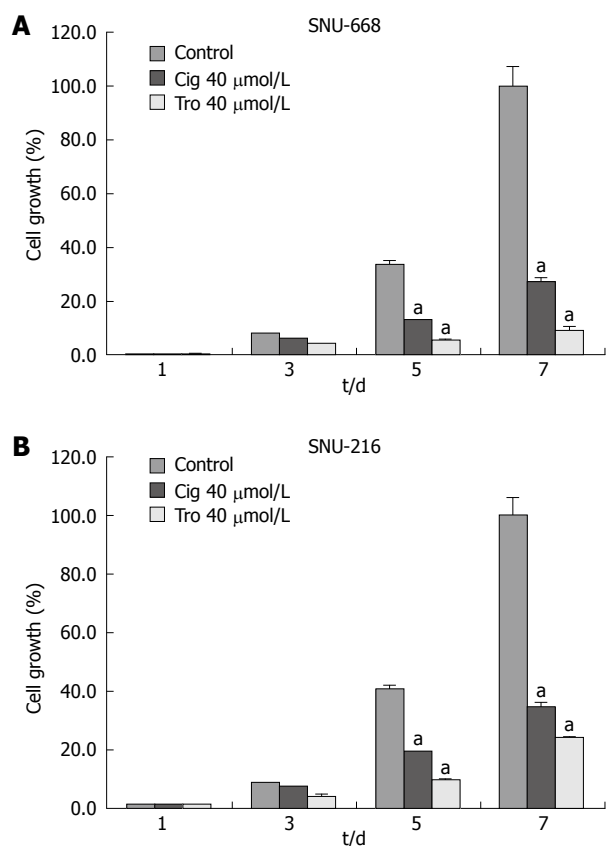 A
SNU-668
120.0
100.0
80.0
60.0
40.0
20.0
0.0
Cell growth (%)
Control
Cig 40 μmol/L
Tro 40 μmol/L
a
a
a
a
1
3
5
7
t/d
B
SNU-216
120.0
100.0
80.0
60.0
40.0
20.0
0.0
Cell growth (%)
Control
Cig 40 μmol/L
Tro 40 μmol/L
a
a
a
a
1
3
5
7
t/d